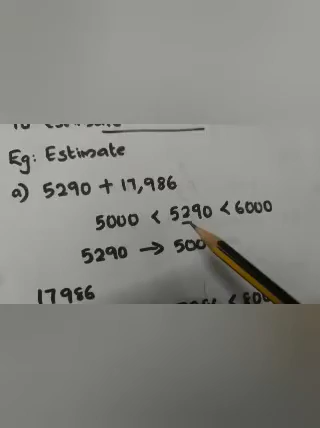 Eg: Estimate
a) 5290 + 17,986
5000 < 5290 < 6000
5290 → 500
17986